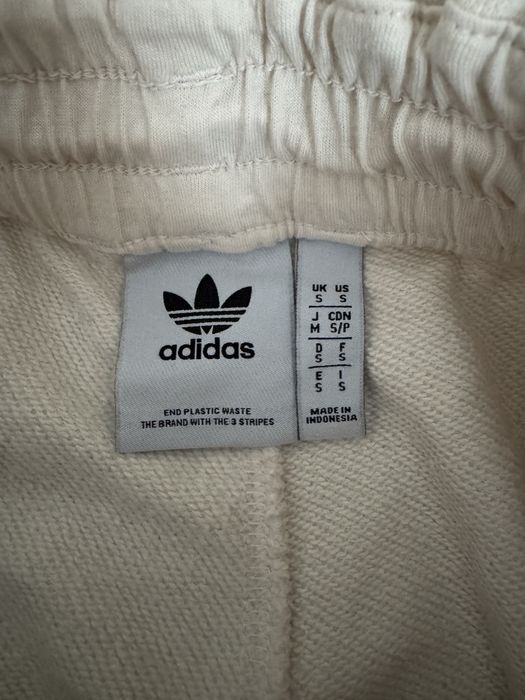 adidas
END PLASTIC WASTE
THE BRAND WITH THE 3 STRIPES
UK US
S S
J CDN
M S/P
D F
S S
E I
S S
MADE IN
INDONESIA